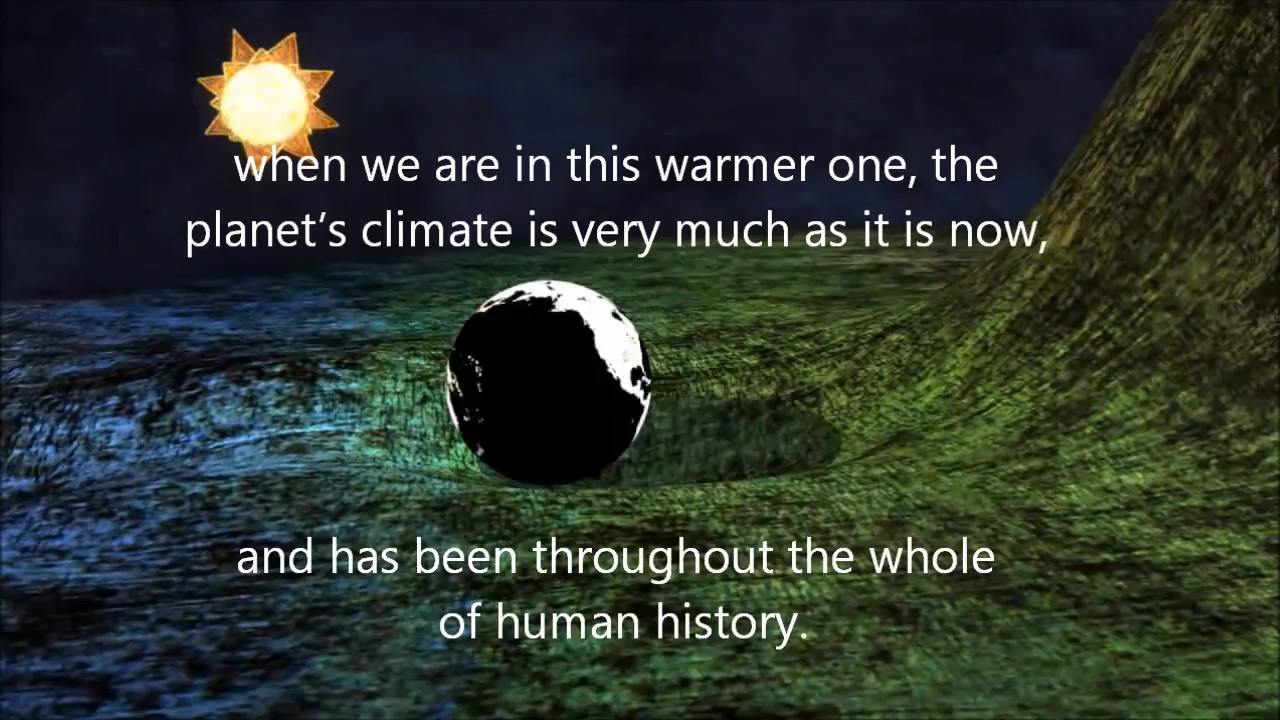 when we are in this warmer one, the
planet’s climate is very much as it is now,
and has been throughout the whole
of human history.